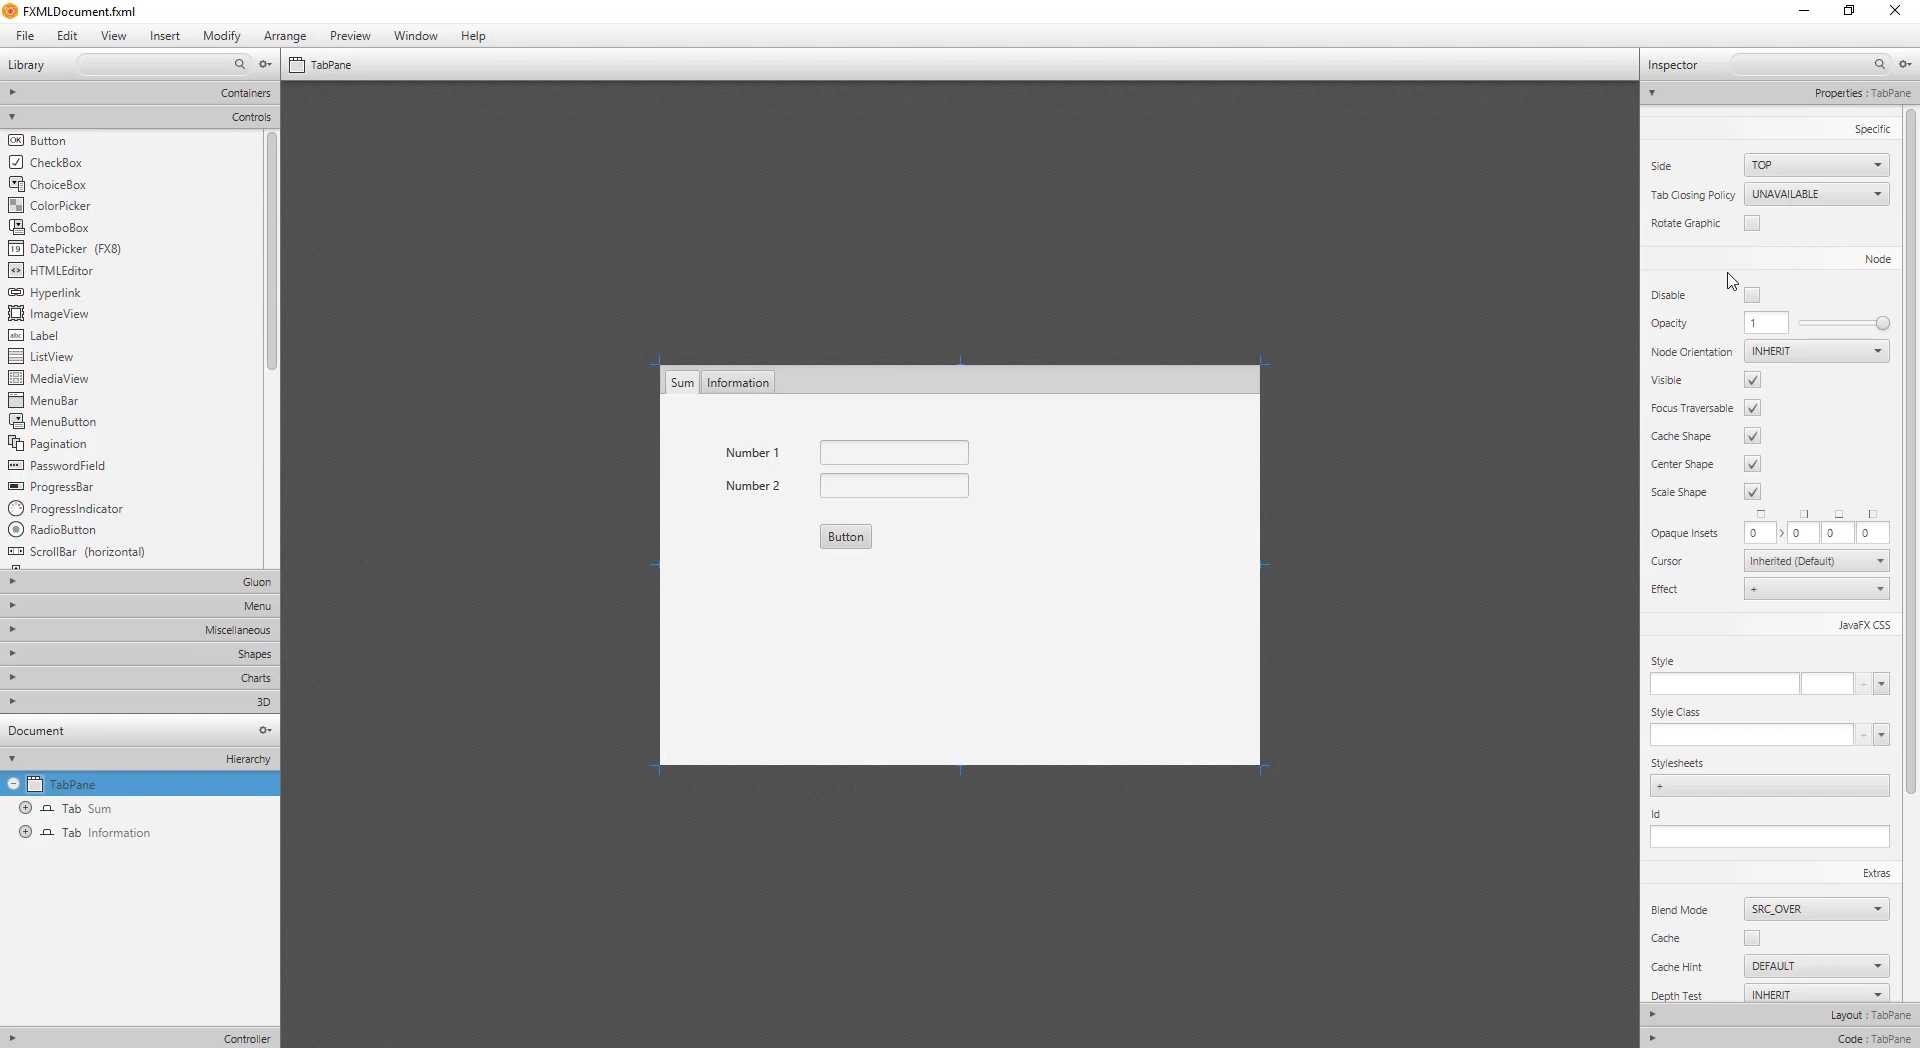 FXMLDocument.fxml
File Edit View Insert Modify Arrange Preview Window Help
Library
TabPane
Inspector
Containers
Controls
OK Button
CheckBox
ChoiceBox
ColorPicker
ComboBox
19 DatePicker (FX8)
HTMLEditor
Hyperlink
ImageView
abc Label
ListView
MediaView
MenuBar
MenuButton
Pagination
PasswordField
ProgressBar
ProgressIndicator
RadioButton
ScrollBar (horizontal)
Gluon
Menu
Miscellaneous
Shapes
Charts
3D
Document
Hierarchy
TabPane
Tab Sum
Tab Information
Controller
Sum Information
Number 1
Number 2
Button
Properties : TabPane
Specific
Side TOP
Tab Closing Policy UNAVAILABLE
Rotate Graphic
Node
Disable
Opacity 1
Node Orientation INHERIT
Visible
Focus Traversable
Cache Shape
Center Shape
Scale Shape
Opaque Insets 0 0 0 0
Cursor Inherited (Default)
Effect +
JavaFX CSS
Style
+
Style Class
+
Stylesheets
+
Id
Extras
Blend Mode SRC_OVER
Cache
Cache Hint DEFAULT
Depth Test INHERIT
Layout : TabPane
Code : TabPane